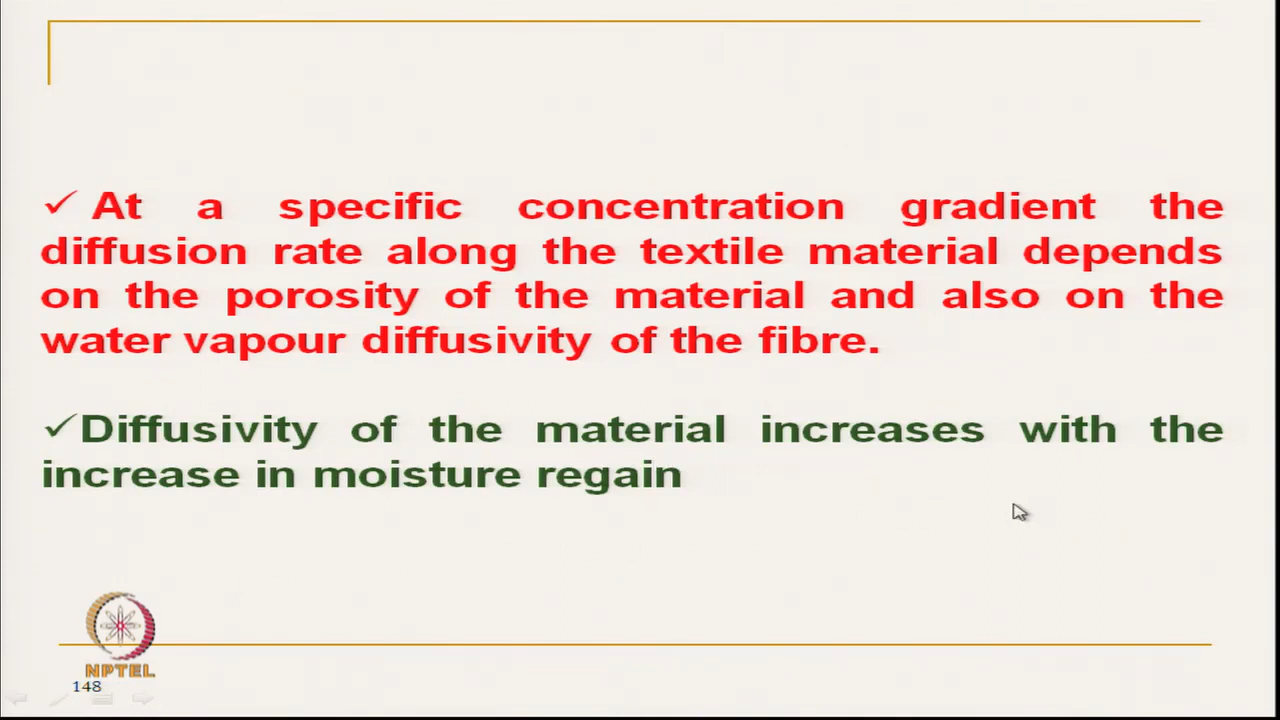 ✓ At a specific concentration gradient the
diffusion rate along the textile material depends
on the porosity of the material and also on the
water vapour diffusivity of the fibre.
✓Diffusivity of the material increases with the
increase in moisture regain
NPTEL
148